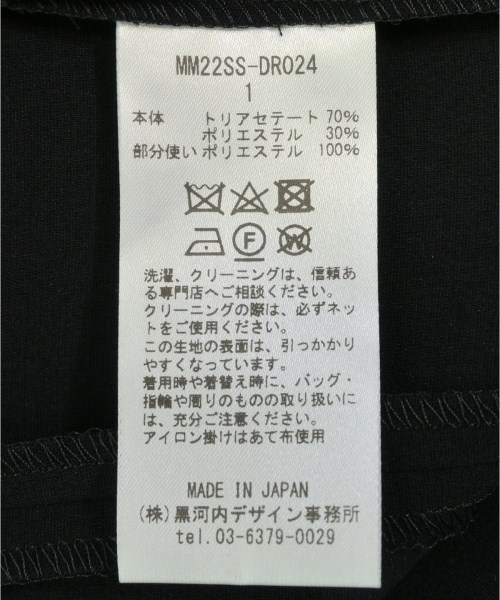 MM22SS-DR024
1
本体 トリアセテート 70%
ポリエステル 30%
部分使い ポリエステル 100%
F W
洗濯、クリーニングは、信頼あ
る専門店へご相談ください。
クリーニングの際は、必ずネッ
トをご使用ください。
この生地の表面は、引っかかり
やすくなっています。
着用時や着替え時に、バッグ・
指輪や周りのものの取り扱いに
は、充分ご注意ください。
アイロン掛けはあて布使用
MADE IN JAPAN
(株)黒河内デザイン事務所
tel.03-6379-0029